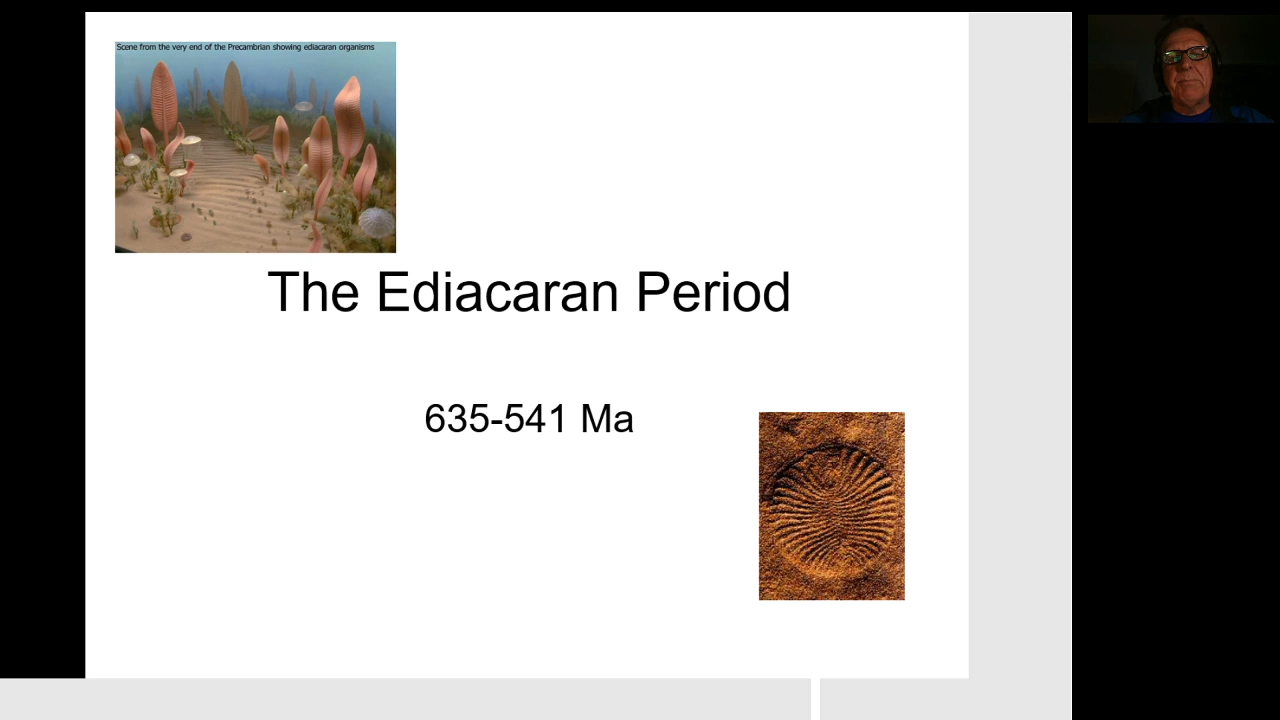 Scene from the very end of the Precambrian showing ediacaran organisms
The Ediacaran Period
635-541 Ma